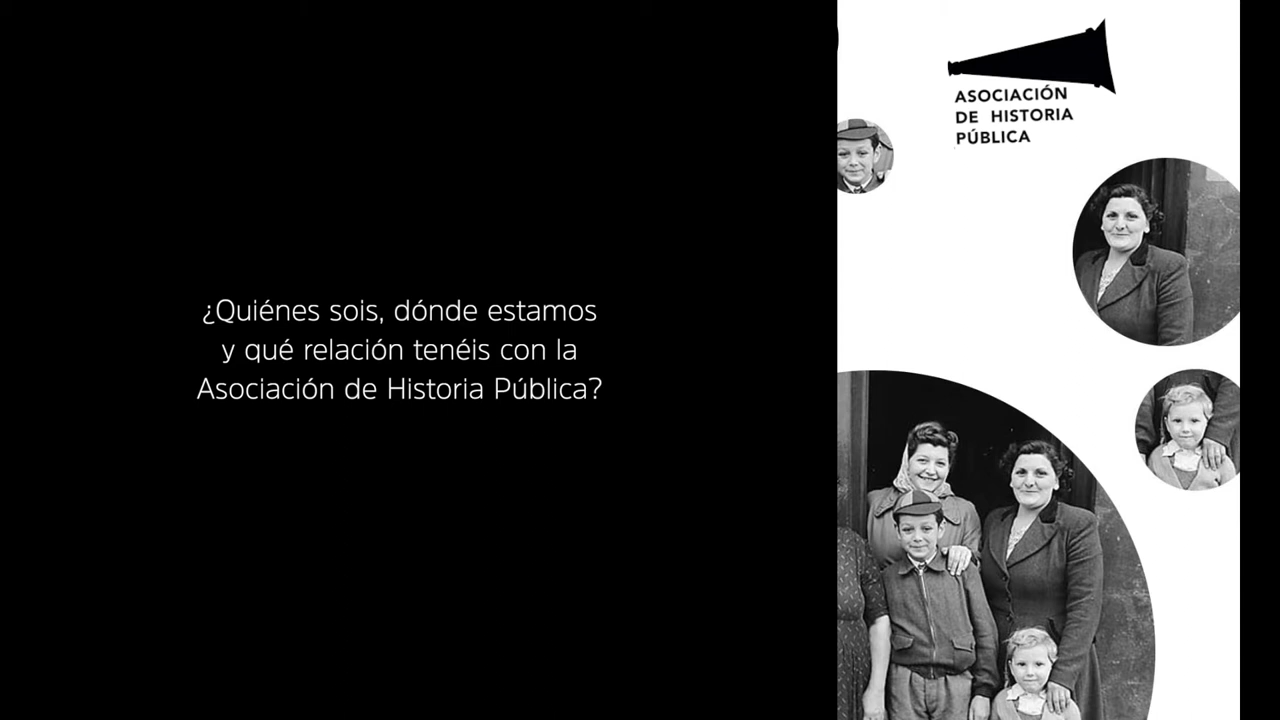 ¿Quiénes sois, dónde estamos
y qué relación tenéis con la
Asociación de Historia Pública?
ASOCIACIÓN
DE HISTORIA
PÚBLICA